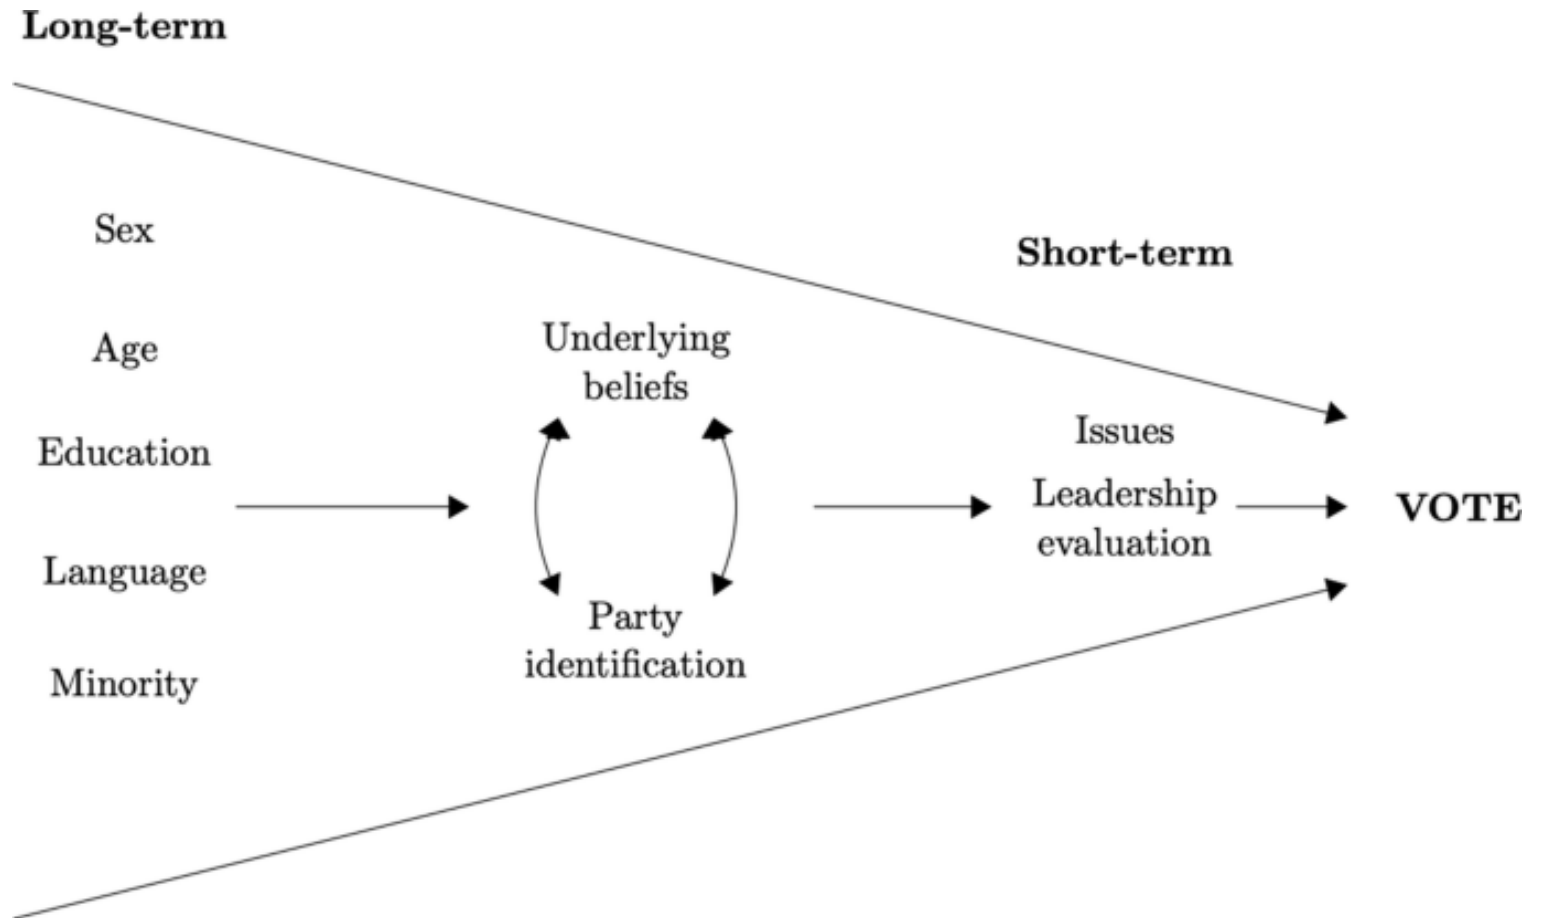 Long-term
Sex
Age
Education
Language
Minority
Underlying
beliefs
Party
identification
Short-term
Issues
Leadership
evaluation
VOTE